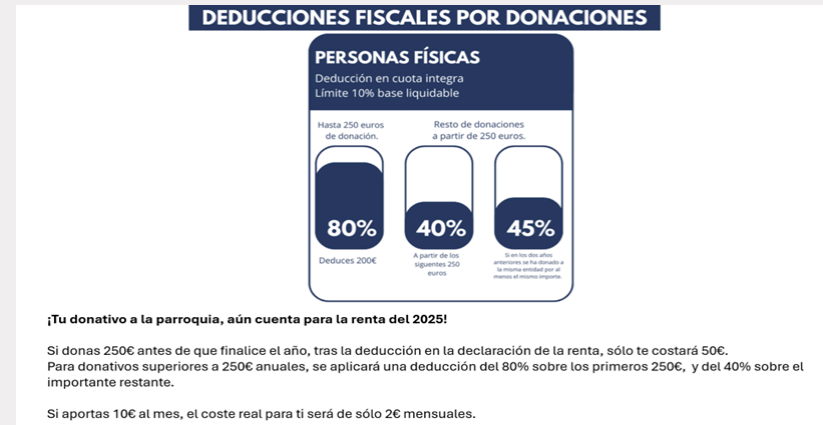 DEDUCCIONES FISCALES POR DONACIONES
PERSONAS FÍSICAS
Deducción en cuota integra
Límite 10% base liquidable
Hasta 250 euros
de donación.
Resto de donaciones
a partir de 250 euros.
80%
40%
45%
Deduces 200€
A partir de los
siguentes 250
euros
Si en los dos años
anteriores se ha donado a
la misma entidad por al
menos el mismo importe.
¡Tu donativo a la parroquia, aún cuenta para la renta del 2025!
Si donas 250€ antes de que finalice el año, tras la deducción en la declaración de la renta, sólo te costará 50€.
Para donativos superiores a 250€ anuales, se aplicará una deducción del 80% sobre los primeros 250€, y del 40% sobre el
importante restante.
Si aportas 10€ al mes, el coste real para ti será de sólo 2€ mensuales.